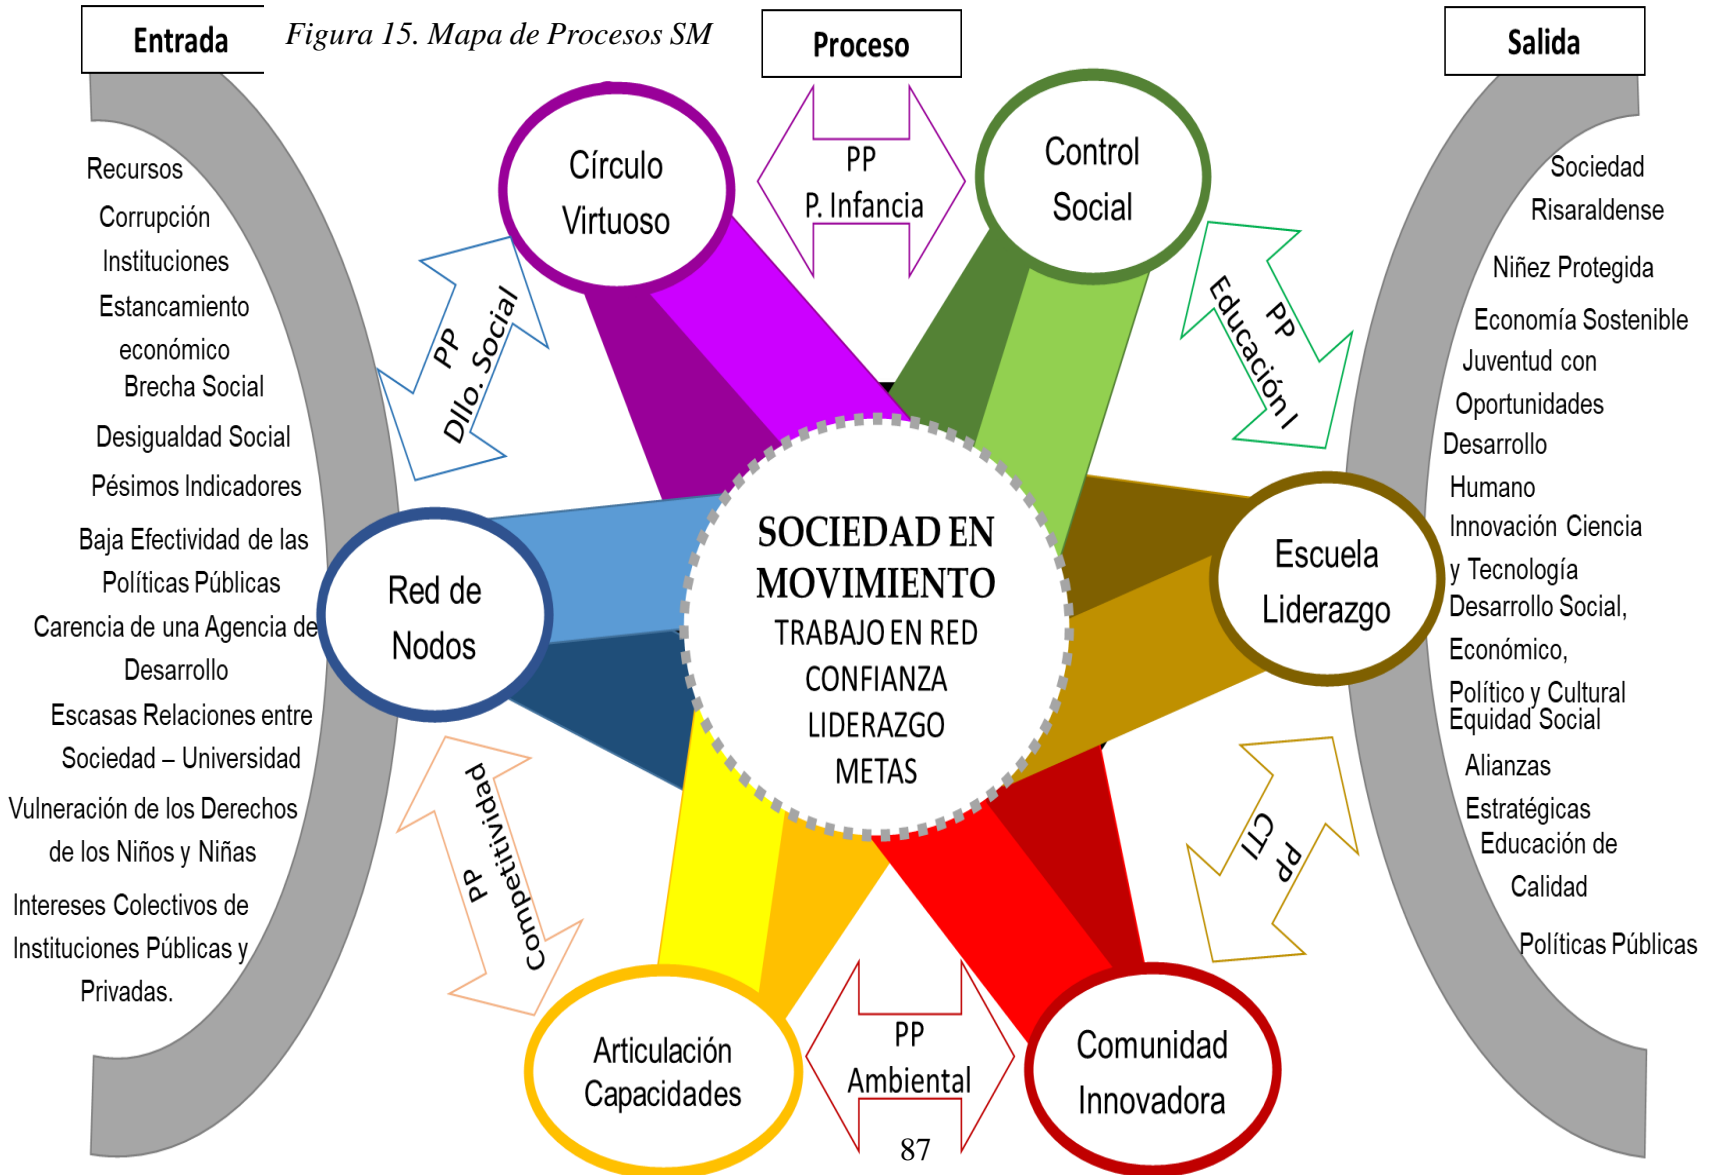 Entrada
Figura 15. Mapa de Procesos SM
Proceso
Salida
Recursos
Corrupción
Instituciones
Estancamiento
económico
Brecha Social
Desigualdad Social
Pésimos Indicadores
Baja Efectividad de las
Políticas Públicas
Carencia de una Agencia de
Desarrollo
Escasas Relaciones entre
Sociedad – Universidad
Vulneración de los Derechos
de los Niños y Niñas
Intereses Colectivos de
Instituciones Públicas y
Privadas.
Círculo
Virtuoso
PP
P. Infancia
Control
Social
PP
Dllo. Social
PP
Educación I
Red de
Nodos
SOCIEDAD EN
MOVIMIENTO
TRABAJO EN RED
CONFIANZA
LIDERAZGO
METAS
Escuela
Liderazgo
PP
Competitividad
PP
CTI
Articulación
Capacidades
PP
Ambiental
Comunidad
Innovadora
Sociedad
Risaraldense
Niñez Protegida
Economía Sostenible
Juventud con
Oportunidades
Desarrollo
Humano
Innovación Ciencia
y Tecnología
Desarrollo Social,
Económico,
Político y Cultural
Equidad Social
Alianzas
Estratégicas
Educación de
Calidad
Políticas Públicas
87